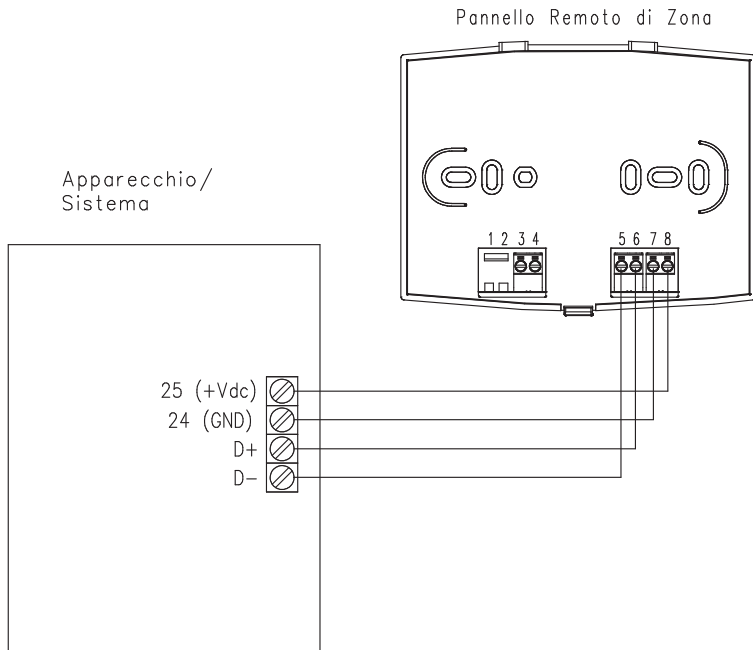 Pannello Remoto di Zona
Apparecchio/
Sistema
1 2 3 4
5 6 7 8
25 (+Vdc)
24 (GND)
D+
D-